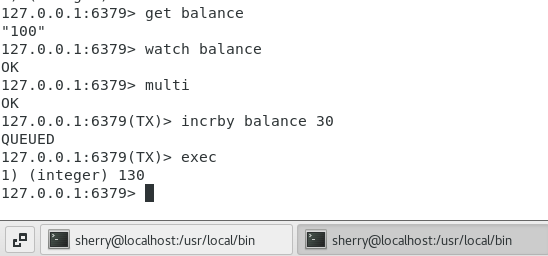 127.0.0.1:6379> get balance
"100"
127.0.0.1:6379> watch balance
OK
127.0.0.1:6379> multi
OK
127.0.0.1:6379(TX)> incrby balance 30
QUEUED
127.0.0.1:6379(TX)> exec
1) (integer) 130
127.0.0.1:6379>
sherry@localhost:/usr/local/bin
sherry@localhost:/usr/local/bin